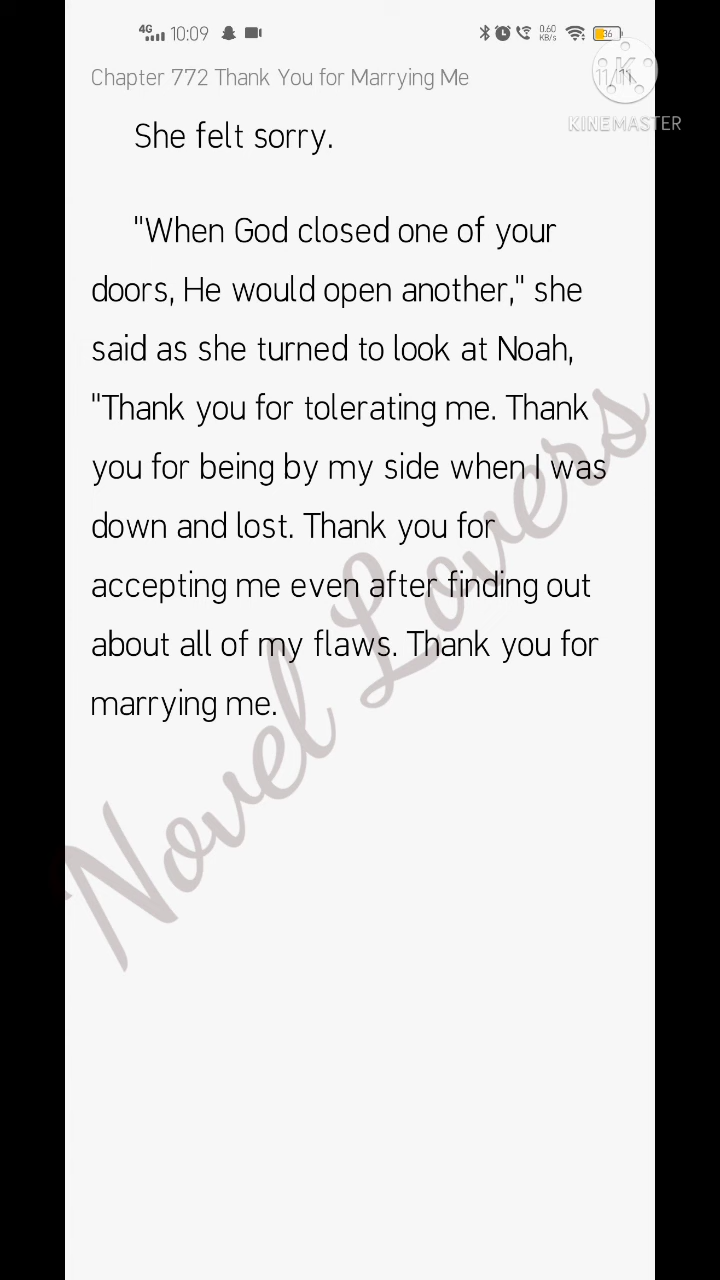 4G 10:09 0.60 KB/s 36
Chapter 772 Thank You for Marrying Me
11/11
K
KINEMASTER
She felt sorry.
"When God closed one of your
doors, He would open another," she
said as she turned to look at Noah,
"Thank you for tolerating me. Thank
you for being by my side when I was
down and lost. Thank you for
accepting me even after finding out
about all of my flaws. Thank you for
marrying me.
Novel Lovers